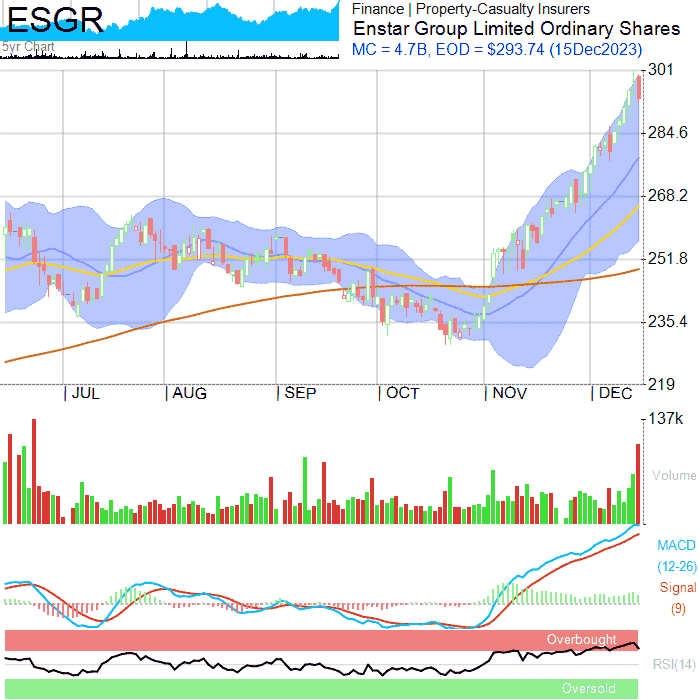 ESGR
5yr Chart
Finance | Property-Casualty Insurers
Enstar Group Limited Ordinary Shares
MC = 4.7B, EOD = $293.74 (15Dec2023)
301
284.6
268.2
251.8
235.4
219
JUL
AUG
SEP
OCT
NOV
DEC
137k
Volume
MACD
(12-26)
Signal
(9)
Overbought
RSI(14)
Oversold